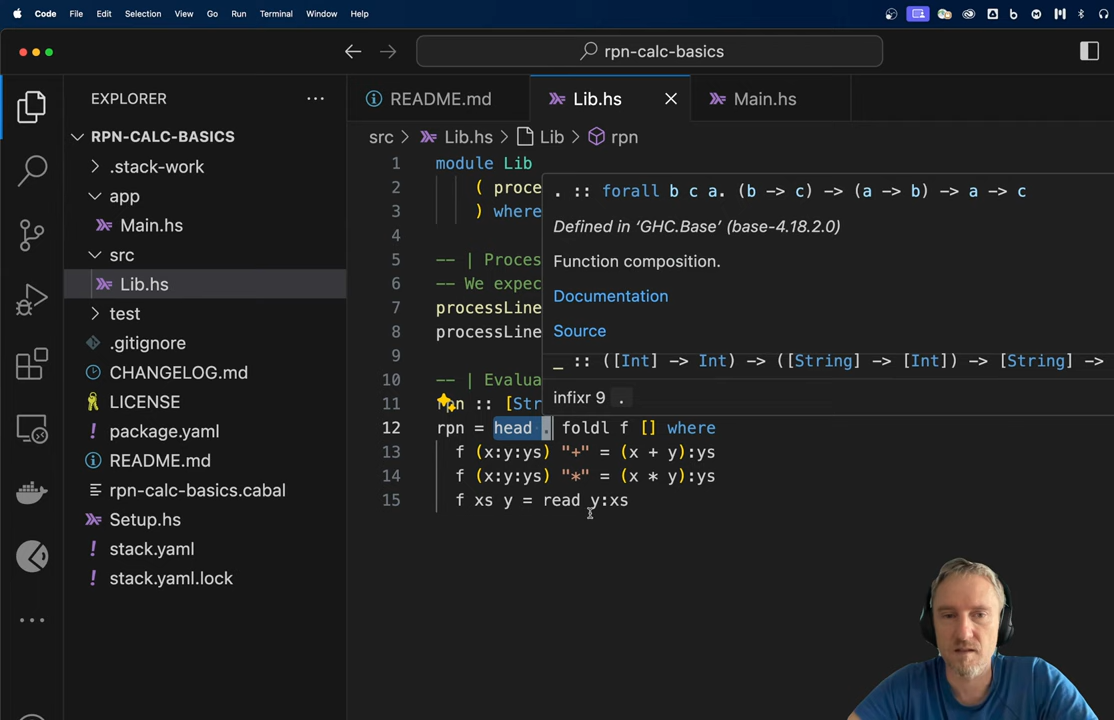 Code File Edit Selection View Go Run Terminal Window Help
rpn-calc-basics
EXPLORER
README.md
Lib.hs
Main.hs
RPN-CALC-BASICS
.stack-work
app
Main.hs
src
Lib.hs
test
.gitignore
CHANGELOG.md
LICENSE
package.yaml
README.md
rpn-calc-basics.cabal
Setup.hs
stack.yaml
stack.yaml.lock
src > Lib.hs > Lib > rpn
1 module Lib
2 ( proce
3 ) where
4
5 -- | Proces
6 -- We expec
7 processLine
8 processLine
9
10 -- | Evalua
11 rpn :: [Str
12 rpn = head . foldl f [] where
13 f (x:y:ys) "+" = (x + y):ys
14 f (x:y:ys) "*" = (x * y):ys
15 f xs y = read y:xs
. :: forall b c a. (b -> c) -> (a -> b) -> a -> c
Defined in ‘GHC.Base’ (base-4.18.2.0)
Function composition.
Documentation
Source
_ :: ([Int] -> Int) -> ([String] -> [Int]) -> [String] ->
infixr 9 .